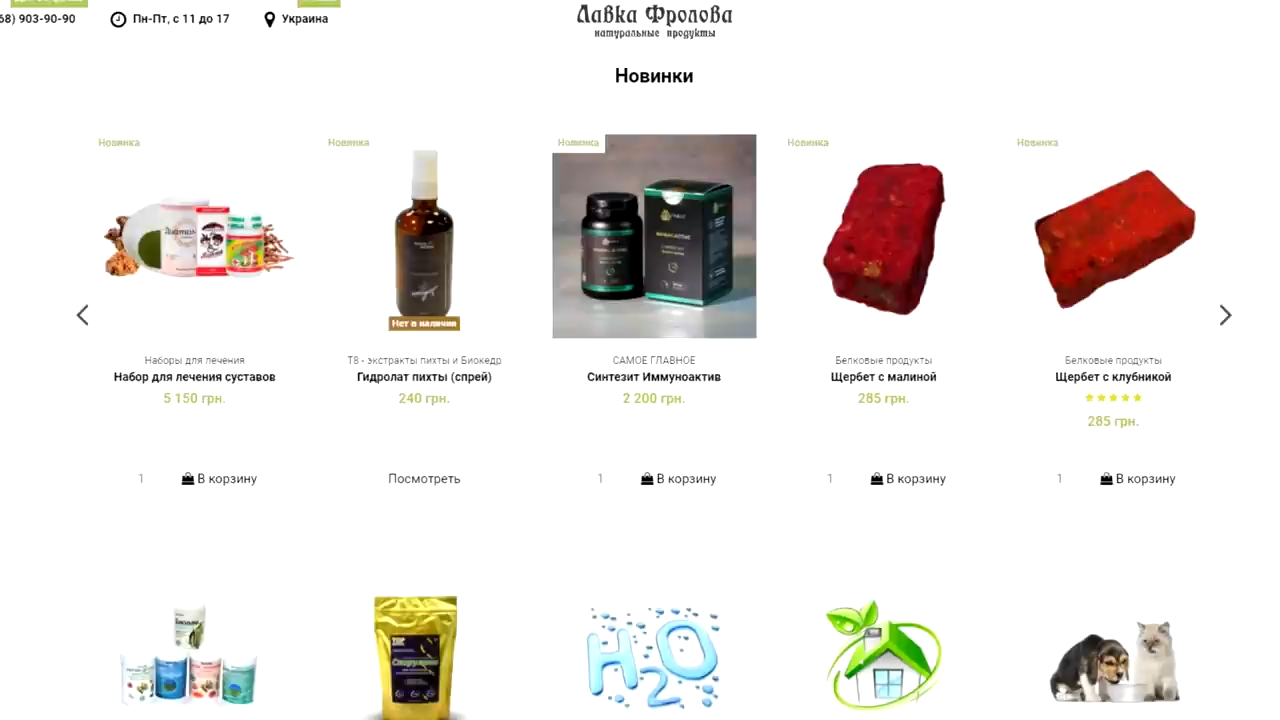 68) 903-90-90
Пн-Пт, с 11 до 17
Украина
Лавка Фролова
натуральные продукты
Новинки
Новинка
Новинка
Новинка
Новинка
Новинка
Нет в наличии
Наборы для лечения
Набор для лечения суставов
5 150 грн.
Т8 - экстракты пихты и Биокедр
Гидролат пихты (спрей)
240 грн.
САМОЕ ГЛАВНОЕ
Синтезит Иммуноактив
2 200 грн.
Белковые продукты
Щербет с малиной
285 грн.
Белковые продукты
Щербет с клубникой
285 грн.
1
В корзину
Посмотреть
1
В корзину
1
В корзину
1
В корзину
H2O